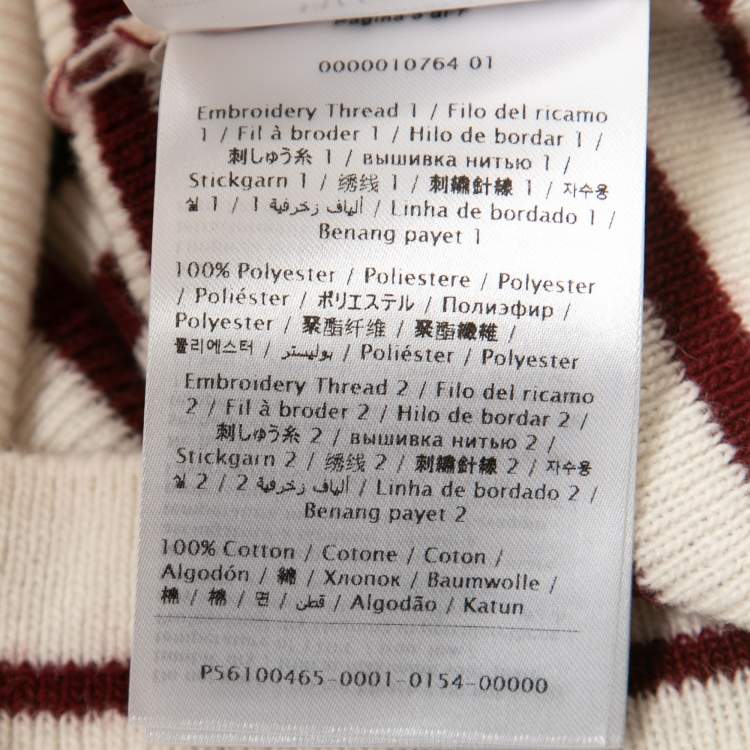 0000010764 01
Embroidery Thread 1 / Filo del ricamo
1 / Fil à broder 1 / Hilo de bordar 1 /
刺しゅう糸 1 / вышивка нитью 1 /
Stickgarn 1 / 绣线 1 / 刺繡針線 1 / 자수용
실 1 / 1 ألياف زخرفية / Linha de bordado 1 /
Benang payet 1
100% Polyester / Poliestere / Polyester
/ Poliéster / ポリエステル / Полиэфир /
Polyester / 聚酯纤维 / 聚酯纖維 /
폴리에스터 / بوليستر / Poliéster / Polyester
Embroidery Thread 2 / Filo del ricamo
2 / Fil à broder 2 / Hilo de bordar 2 /
刺しゅう糸 2 / вышивка нитью 2 /
Stickgarn 2 / 绣线 2 / 刺繡針線 2 / 자수용
실 2 / 2 ألياف زخرفية / Linha de bordado 2 /
Benang payet 2
100% Cotton / Cotone / Coton /
Algodón / 綿 / Хлопок / Baumwolle /
棉 / 棉 / 면 / قطن / Algodão / Katun
P56100465-0001-0154-00000